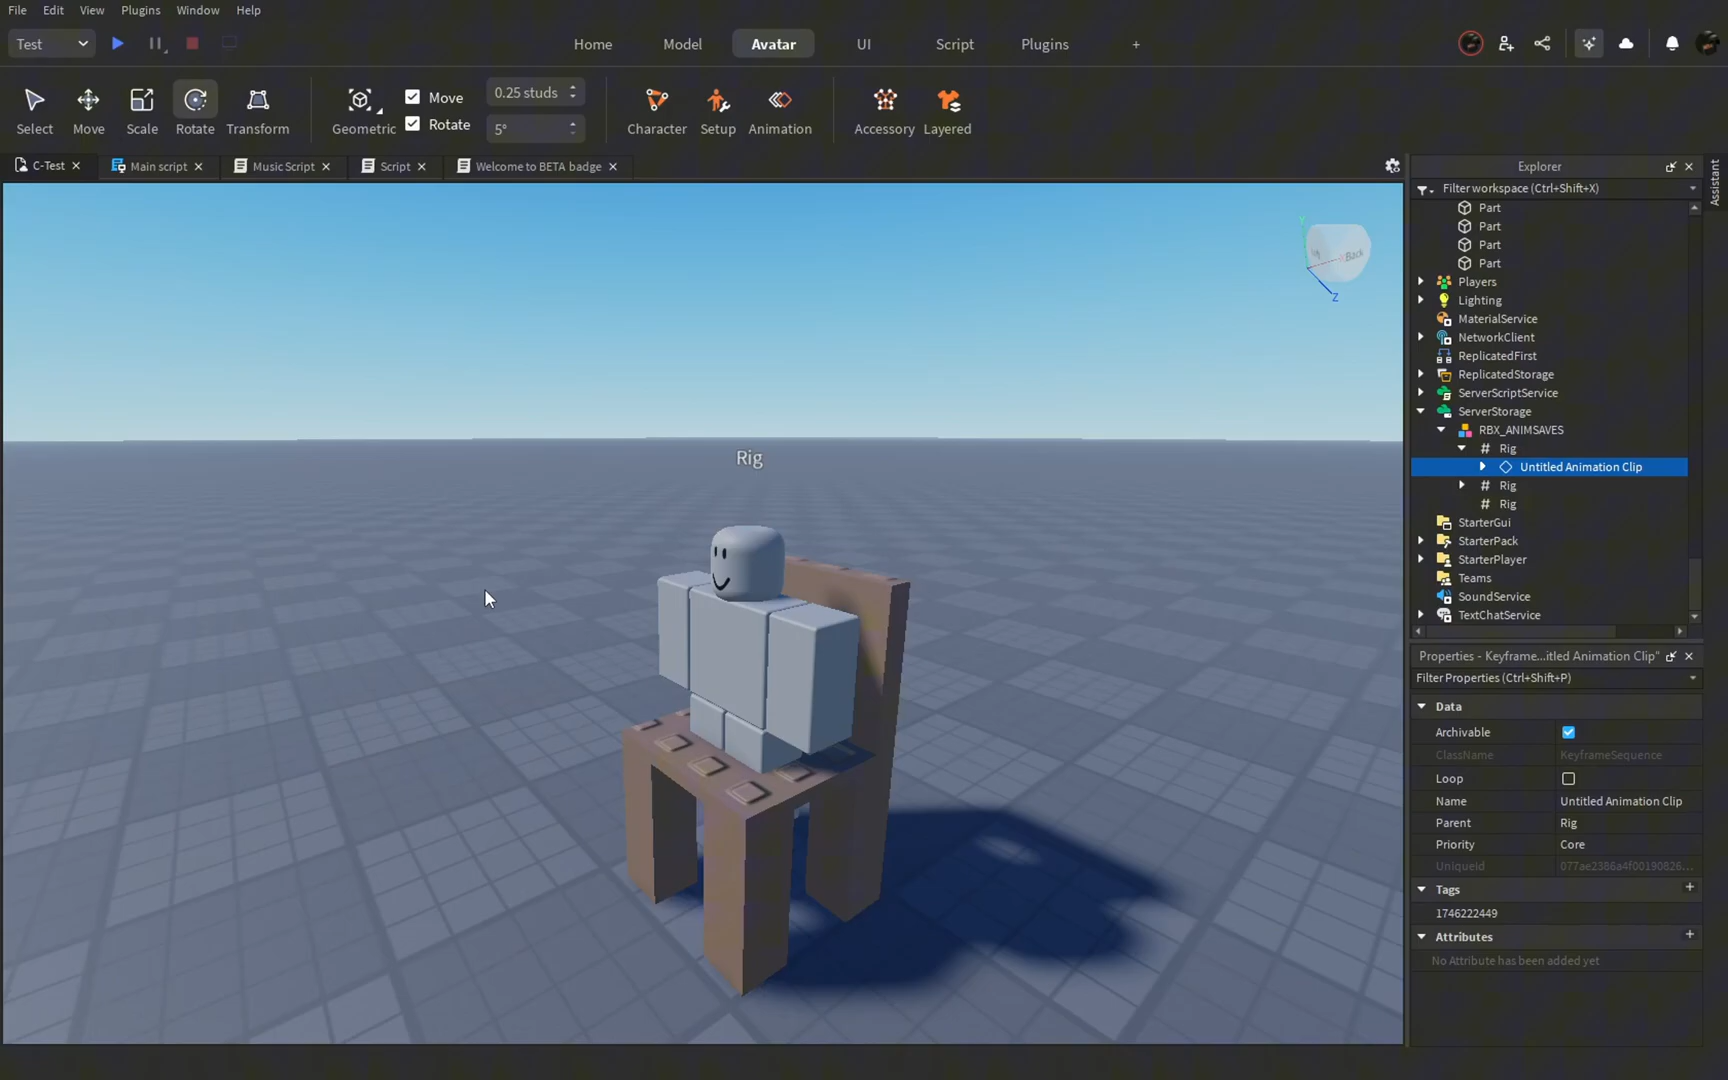 File Edit View Plugins Window Help
Test Home Model Avatar UI Script Plugins +
Move 0.25 studs
Rotate 5°
Select Move Scale Rotate Transform Geometric Character Setup Animation Accessory Layered
C-Test Main script Music Script Script Welcome to BETA badge
Explorer
Assistant
Filter workspace (Ctrl+Shift+X)
Part
Part
Part
Part
Players
Lighting
MaterialService
NetworkClient
ReplicatedFirst
ReplicatedStorage
ServerScriptService
ServerStorage
RBX_ANIMSAVES
# Rig
Untitled Animation Clip
# Rig
# Rig
StarterGui
StarterPack
StarterPlayer
Teams
SoundService
TextChatService
Y
Back
Z
Rig
Properties - Keyframe...itled Animation Clip"
Filter Properties (Ctrl+Shift+P)
Data
Archivable
ClassName KeyframeSequence
Loop
Name Untitled Animation Clip
Parent Rig
Priority Core
UniqueId 077ae2386a4f00190826...
Tags +
1746222449
Attributes +
No Attribute has been added yet